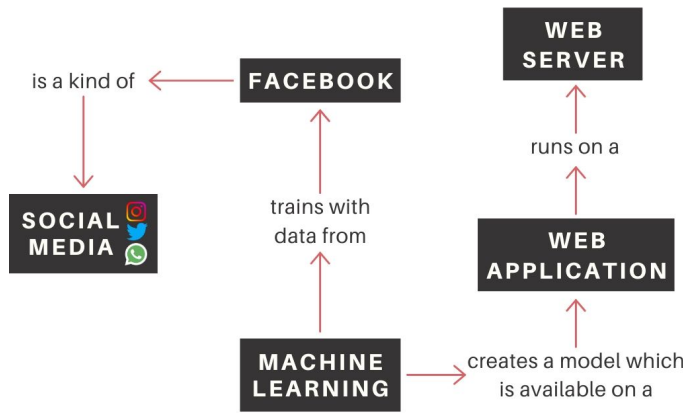 WEB
SERVER
is a kind of
FACEBOOK
runs on a
SOCIAL
MEDIA
trains with
data from
WEB
APPLICATION
MACHINE
LEARNING
creates a model which
is available on a